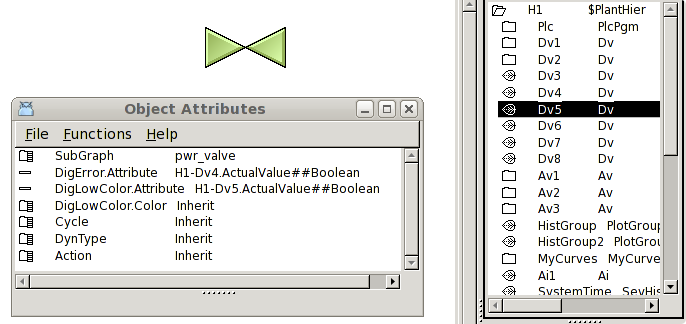 Object Attributes
File Functions Help
SubGraph pwr_valve
DigError.Attribute H1-Dv4.ActualValue##Boolean
DigLowColor.Attribute H1-Dv5.ActualValue##Boolean
DigLowColor.Color Inherit
Cycle Inherit
DynType Inherit
Action Inherit
H1 $PlantHier
Plc PlcPgm
Dv1 Dv
Dv2 Dv
Dv3 Dv
Dv4 Dv
Dv5 Dv
Dv6 Dv
Dv7 Dv
Dv8 Dv
Av1 Av
Av2 Av
Av3 Av
HistGroup PlotGroup
HistGroup2 PlotGrou
MyCurves MyCurve
Ai1 Ai
SystemTime SevHis